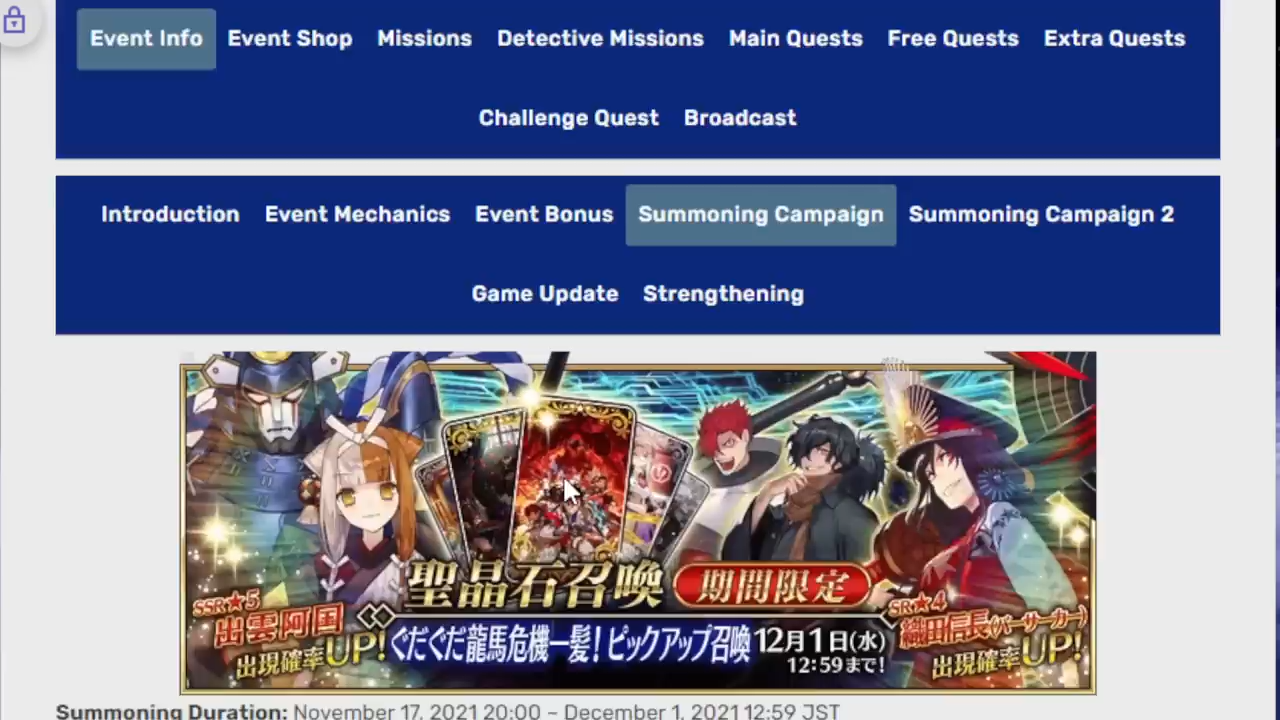 Event Info Event Shop Missions Detective Missions Main Quests Free Quests Extra Quests
Challenge Quest Broadcast
Introduction Event Mechanics Event Bonus Summoning Campaign Summoning Campaign 2
Game Update Strengthening
聖晶石召喚 期間限定
SSR★5
出雲阿国
出現確率UP!
ぐだぐだ龍馬危機一髪!ピックアップ召喚
12月1日(水)
12:59まで!
SR★4
織田信長(バーサーカー)
出現確率UP!
Summoning Duration: November 17, 2021 20:00 ~ December 1, 2021 12:59 JST